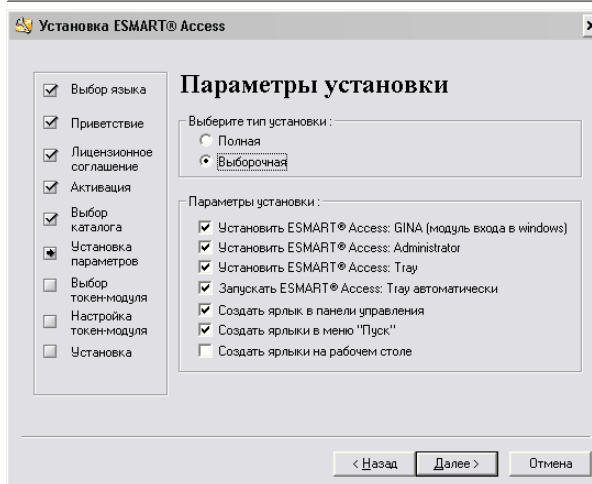 Установка ESMART® Access
Выбор языка
Приветствие
Лицензионное
соглашение
Активация
Выбор
каталога
Установка
параметров
Выбор
токен-модуля
Настройка
токен-модуля
Установка
Параметры установки
Выберите тип установки :
Полная
Выборочная
Параметры установки :
Установить ESMART® Access: GINA (модуль входа в windows)
Установить ESMART® Access: Administrator
Установить ESMART® Access: Tray
Запускать ESMART® Access: Tray автоматически
Создать ярлык в панели управления
Создать ярлыки в меню "Пуск"
Создать ярлыки на рабочем столе
< Назад
Далее >
Отмена